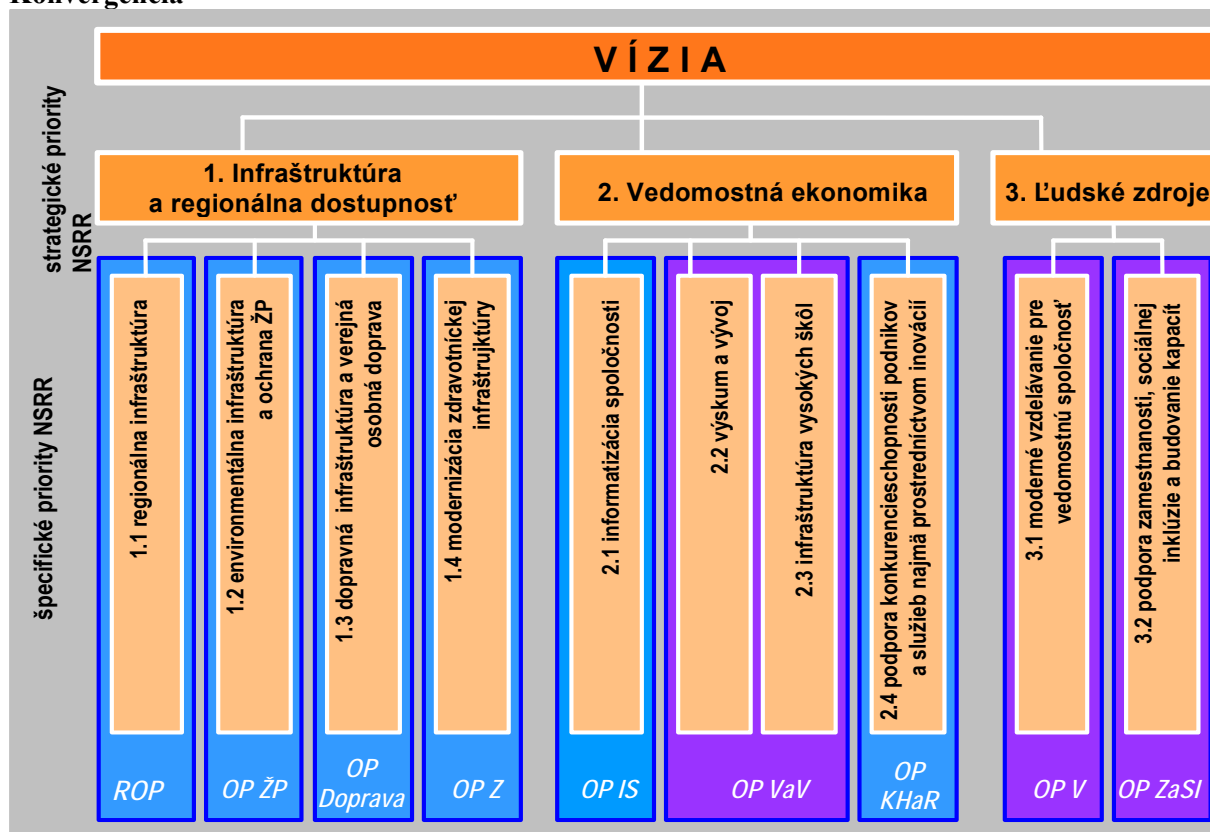 Konvergencia
V Í Z I A
strategické priority
NSRR
1. Infraštruktúra
a regionálna dostupnosť
2. Vedomostná ekonomika
3. Ľudské zdroje
špecifické priority NSRR
1.1 regionálna infraštruktúra
1.2 environmentálna infraštruktúra
a ochrana ŽP
1.3 dopravná infraštruktúra a verejná
osobná doprava
1.4 modernizácia zdravotníckej
infraštrujktúry
2.1 informatizácia spoločnosti
2.2 výskum a vývoj
2.3 infraštruktúra vysokých škôl
2.4 podpora konkurencieschopnosti podnikov
a služieb najmä prostredníctvom inovácií
3.1 moderné vzdelávanie pre
vedomostnú spoločnosť
3.2 podpora zamestnanosti, sociálnej
inklúzie a budovanie kapacít
ROP
OP ŽP
OP
Doprava
OP Z
OP IS
OP VaV
OP
KHaR
OP V
OP ZaSI